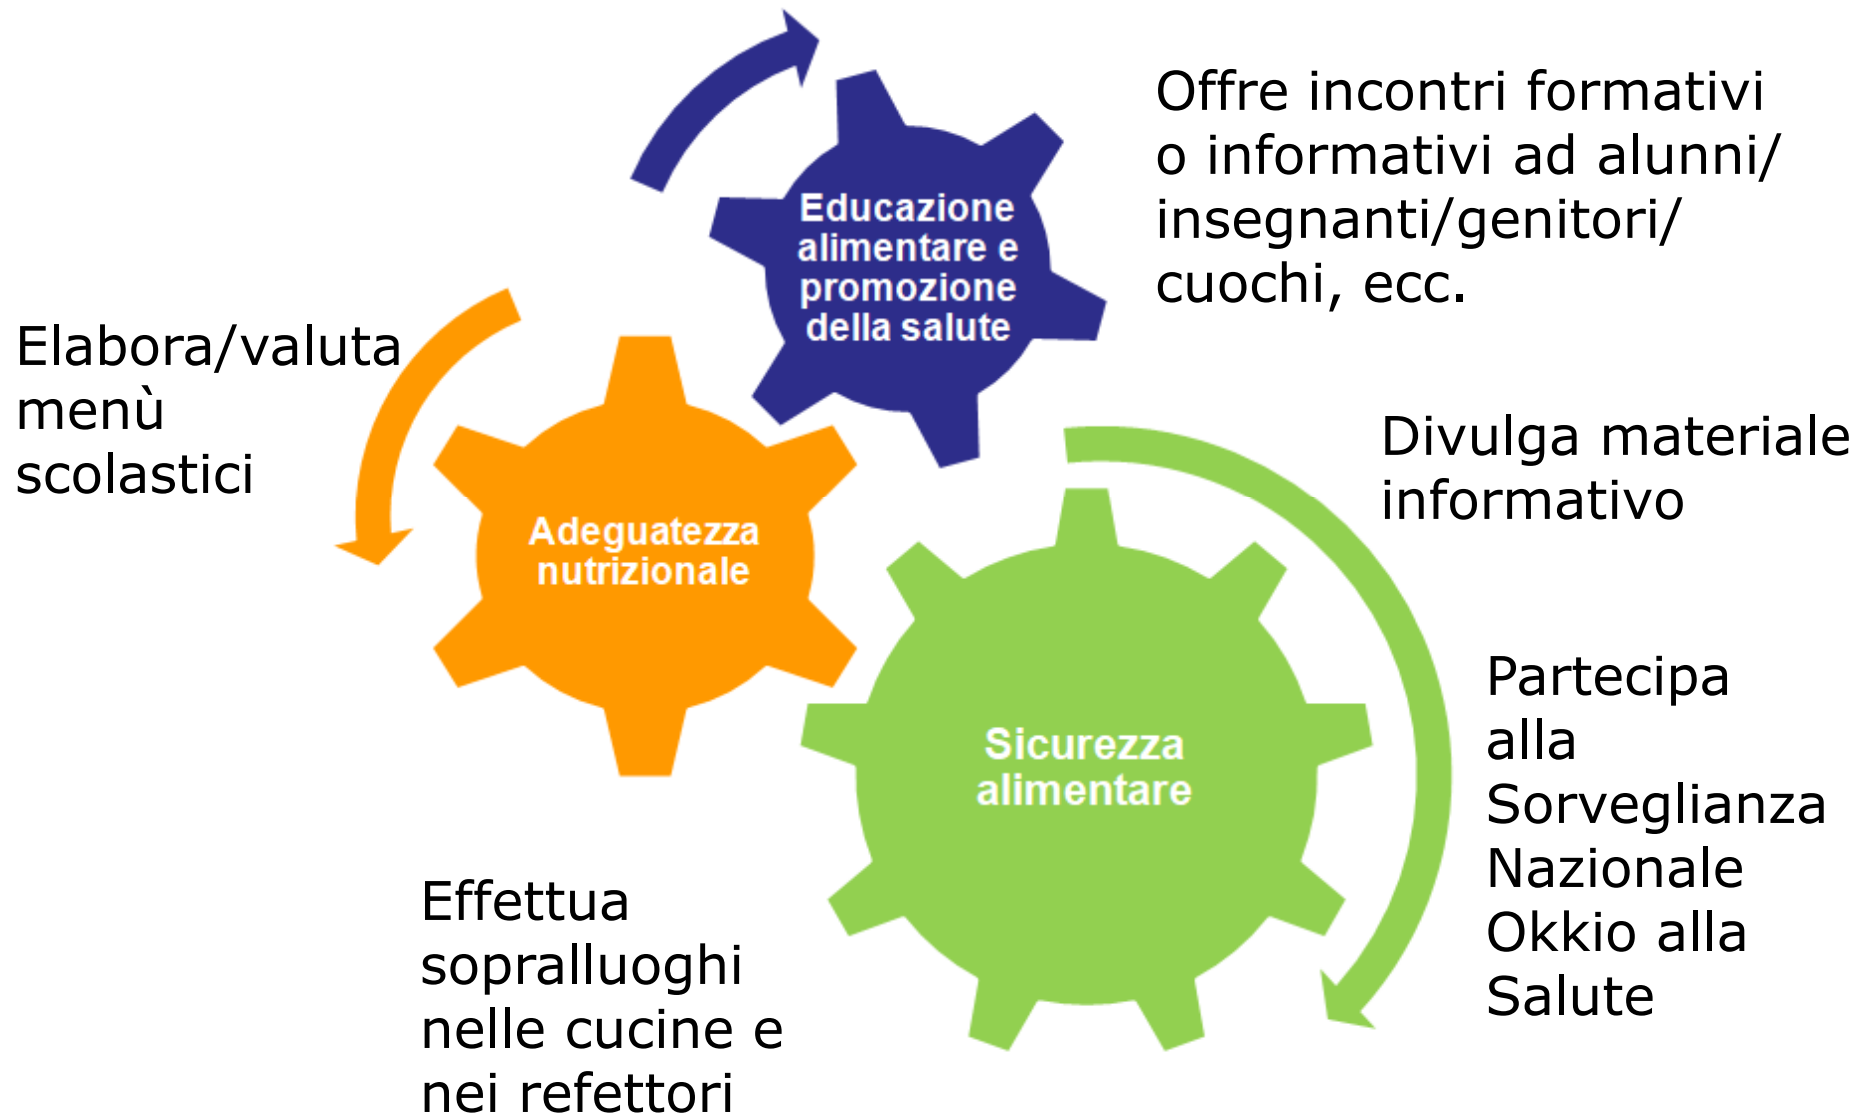 Offre incontri formativi
o informativi ad alunni/
insegnanti/genitori/
cuochi, ecc.
Educazione
alimentare e
promozione
della salute
Elabora/valuta
menù
scolastici
Divulga materiale
informativo
Adeguatezza
nutrizionale
Partecipa
alla
Sorveglianza
Nazionale
Okkio alla
Salute
Sicurezza
alimentare
Effettua
sopralluoghi
nelle cucine e
nei refettori